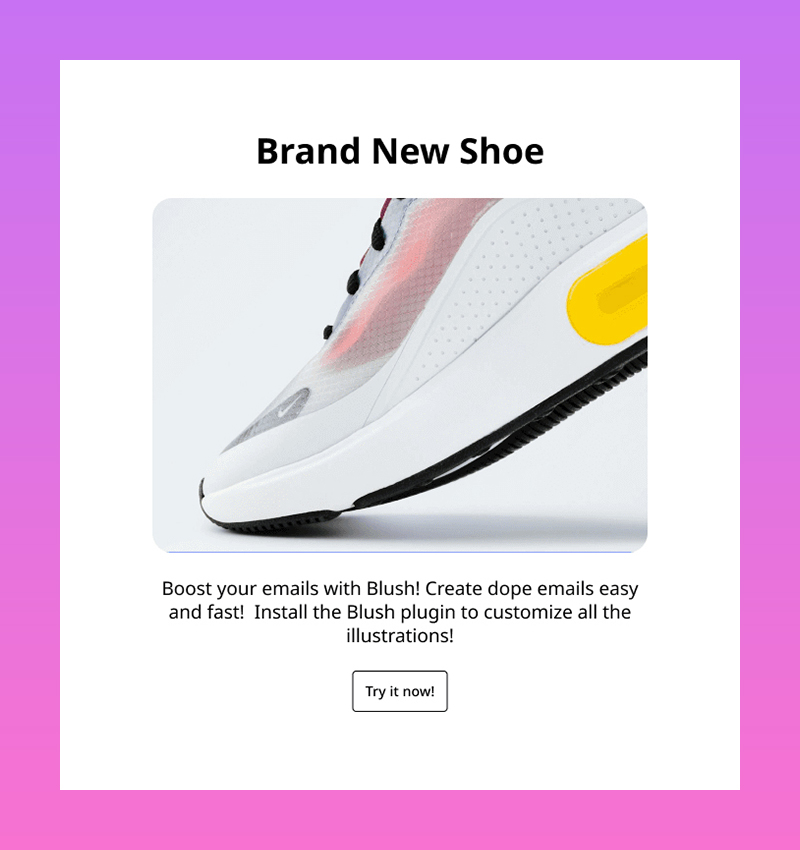 Brand New Shoe
Boost your emails with Blush! Create dope emails easy
and fast!  Install the Blush plugin to customize all the
illustrations!
Try it now!